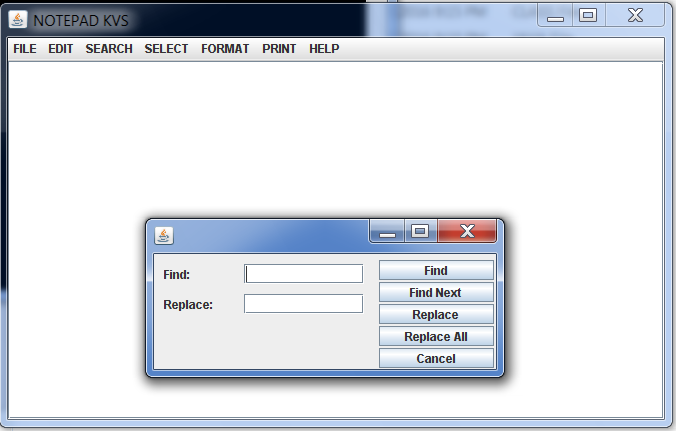 NOTEPAD KVS
FILE EDIT SEARCH SELECT FORMAT PRINT HELP
Find:
Replace:
Find
Find Next
Replace
Replace All
Cancel